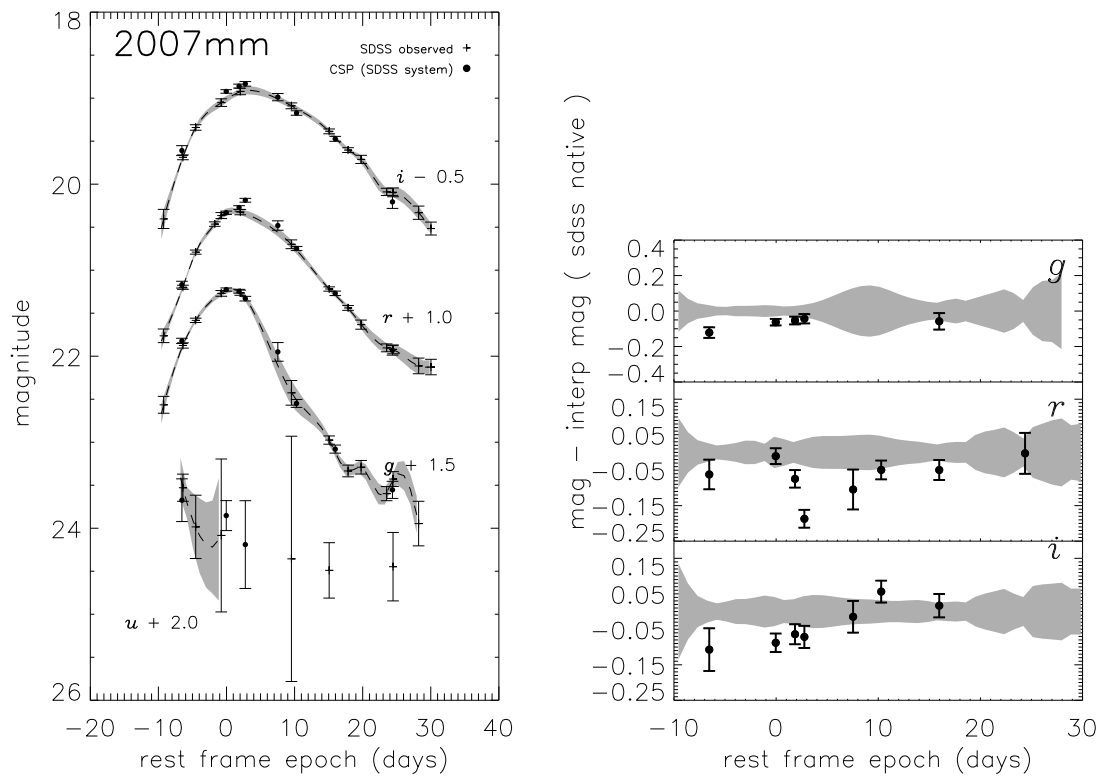 2007mm
SDSS observed +
CSP (SDSS system) ●
18
20
22
24
26
magnitude
i − 0.5
r + 1.0
g + 1.5
u + 2.0
−20 −10 0 10 20 30 40
rest frame epoch (days)
mag − interp mag ( sdss native )
0.4
0.2
0.0
−0.2
−0.4
g
0.15
0.05
−0.05
−0.15
−0.25
r
0.15
0.05
−0.05
−0.15
−0.25
i
−10 0 10 20 30
rest frame epoch (days)